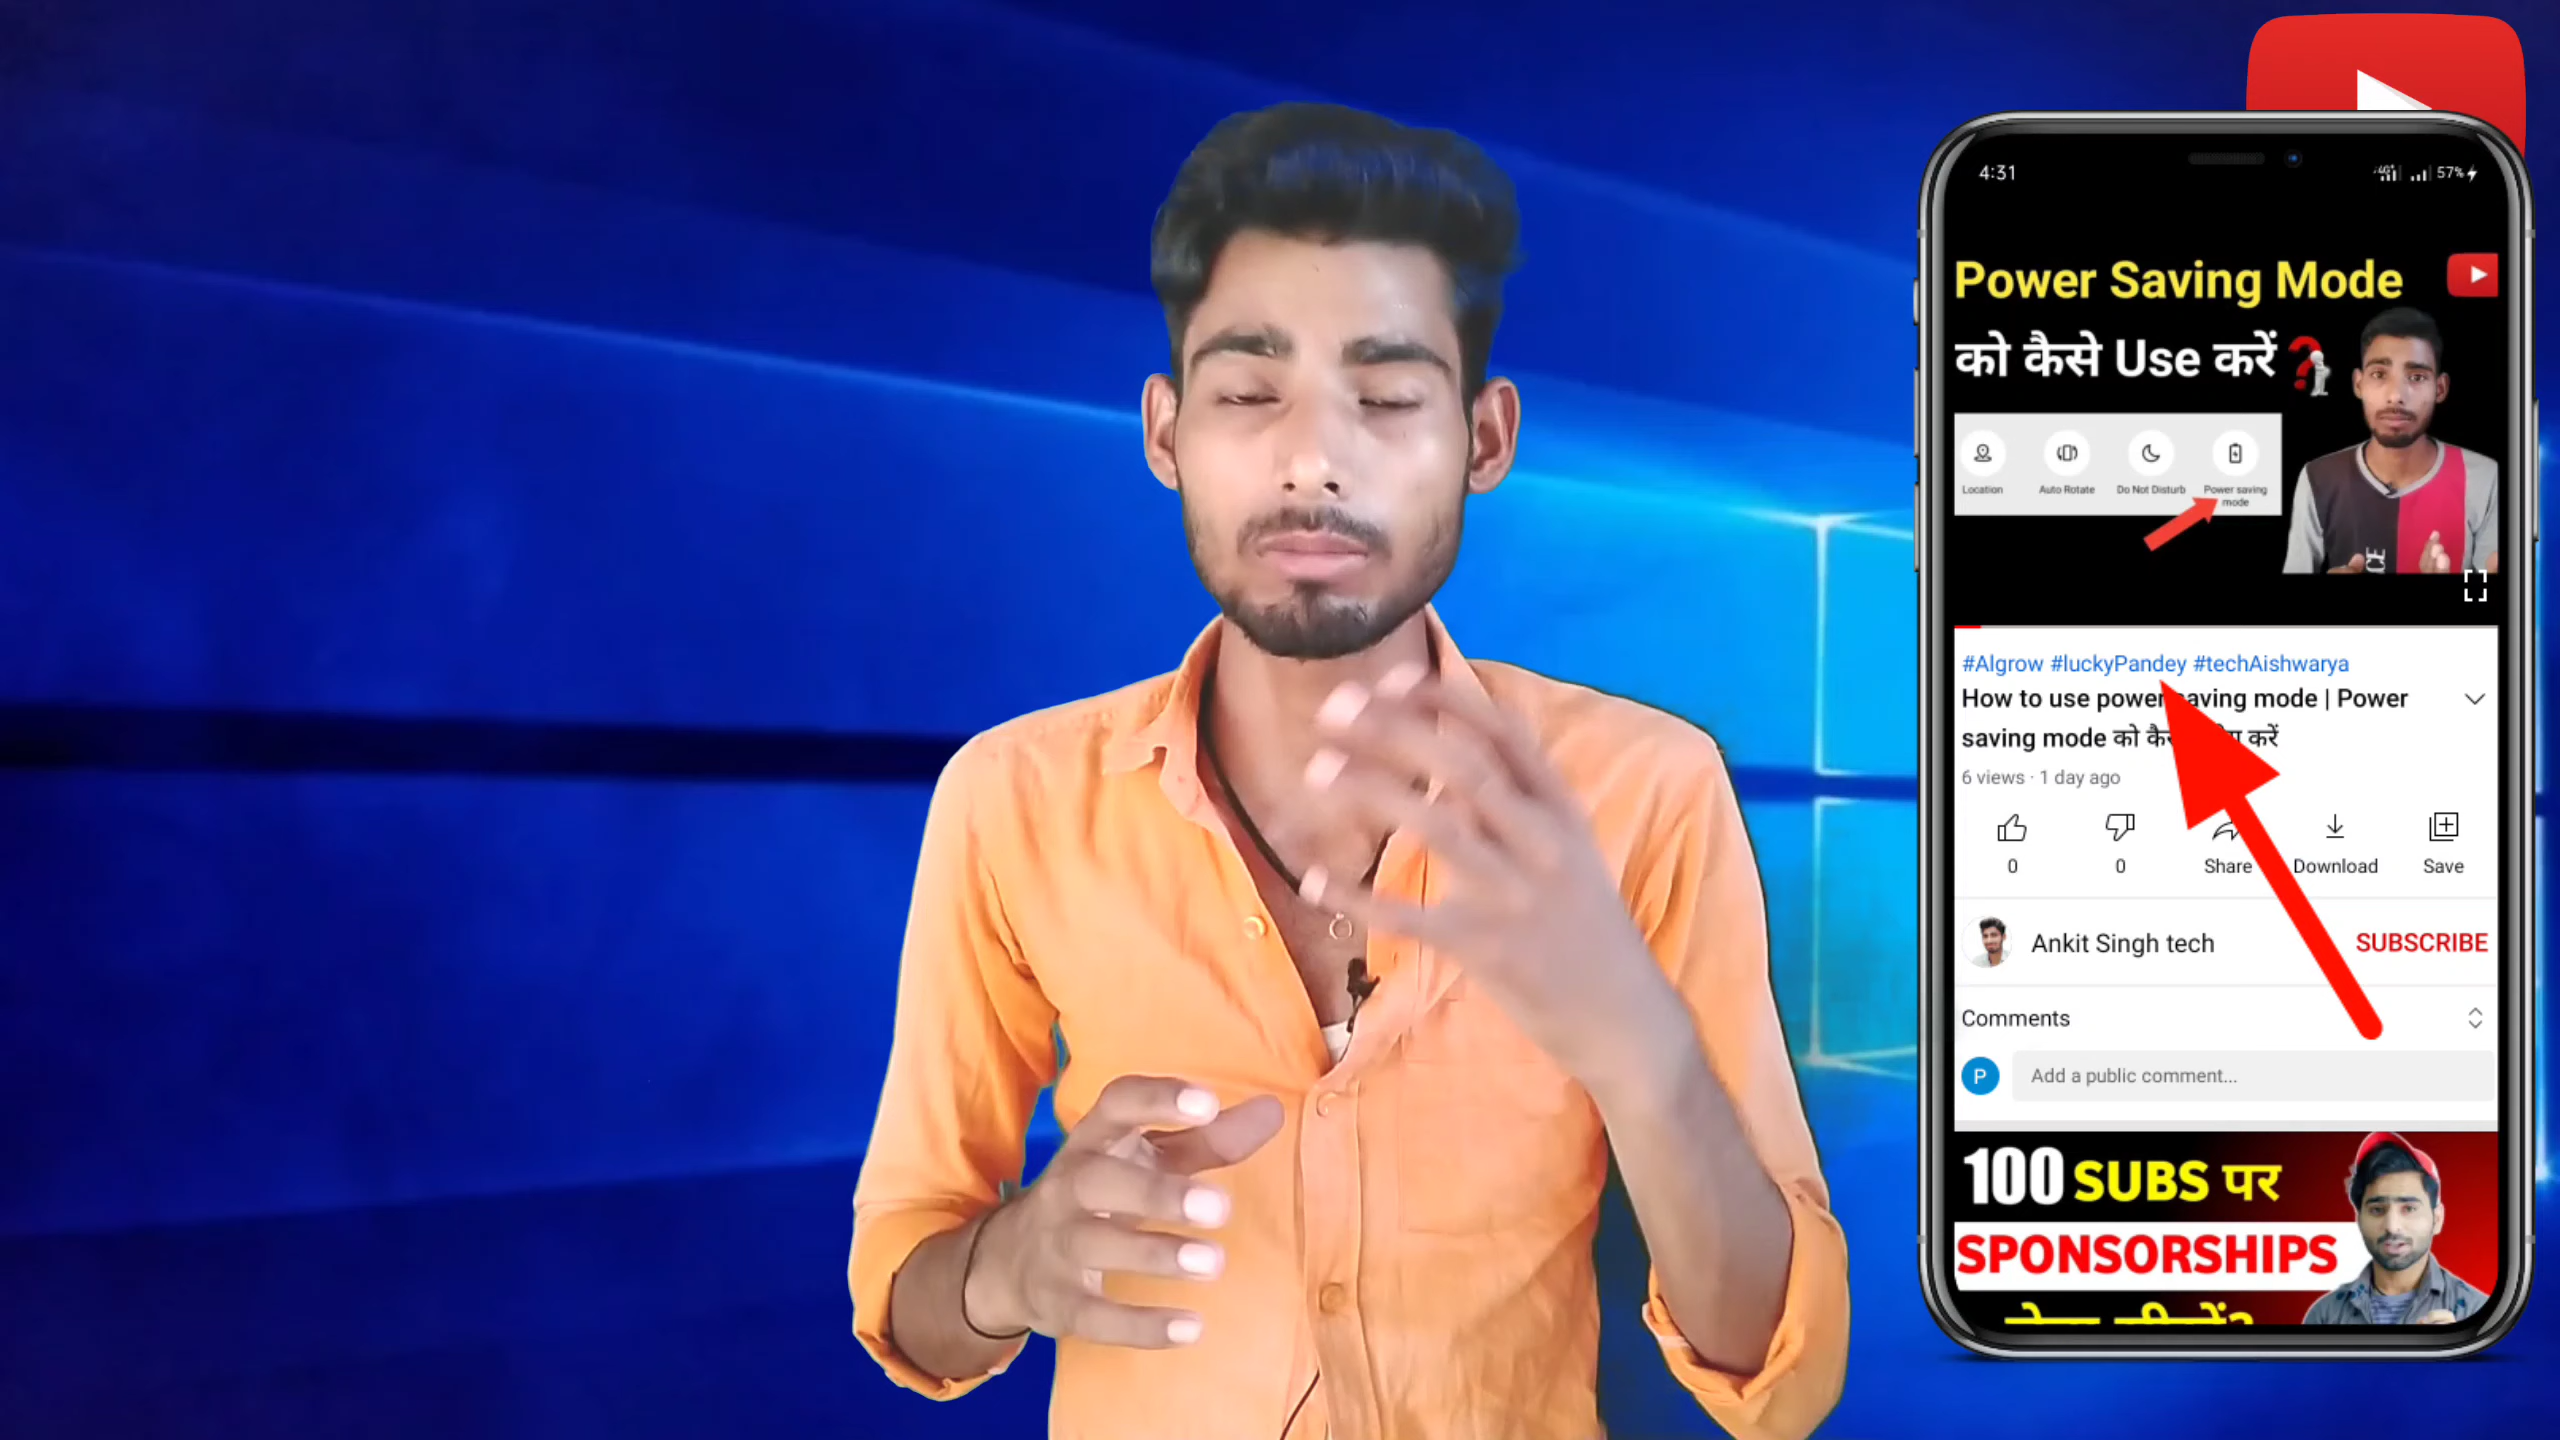 4:31
57%
Power Saving Mode
को कैसे Use करें
Location
Auto Rotate
Do Not Disturb
Power saving
mode
CE
#Algrow #luckyPandey #techAishwarya
How to use power saving mode | Power
saving mode को करें
6 views · 1 day ago
0
0
Share
Download
Save
Ankit Singh tech
SUBSCRIBE
Comments
P
Add a public comment...
100 SUBS पर
SPONSORSHIPS